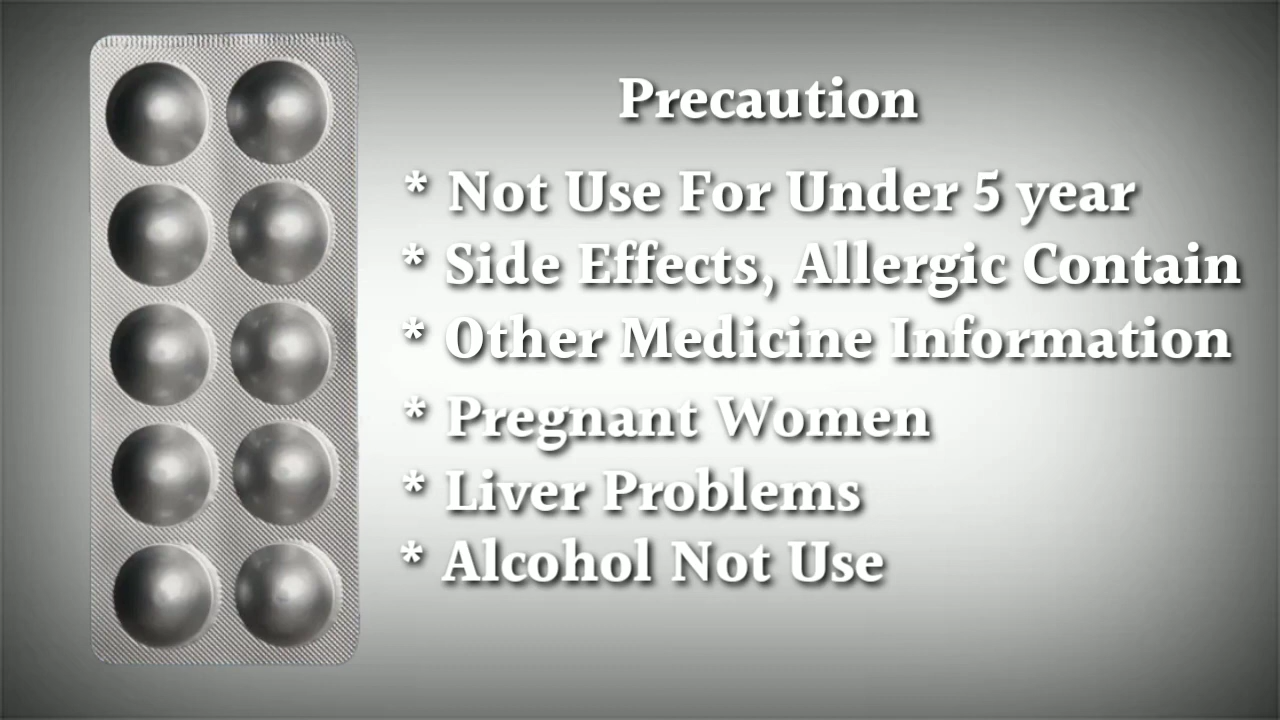 Precaution
* Not Use For Under 5 year
* Side Effects, Allergic Contain
* Other Medicine Information
* Pregnant Women
* Liver Problems
* Alcohol Not Use